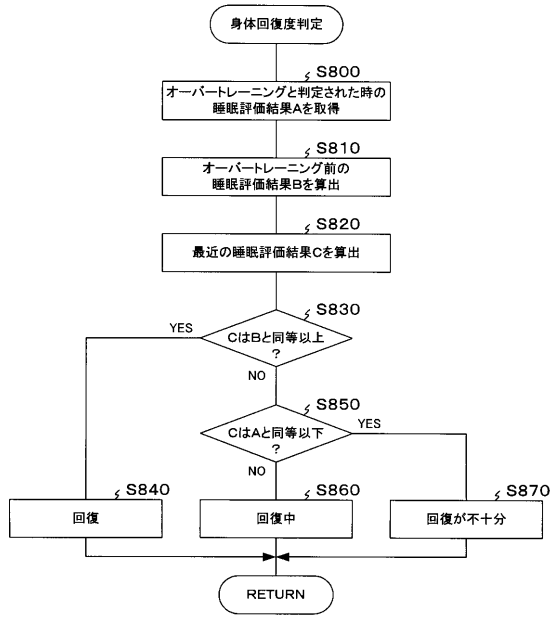 身体回復度判定
S800
オーバートレーニングと判定された時の
睡眠評価結果Aを取得
S810
オーバートレーニング前の
睡眠評価結果Bを算出
S820
最近の睡眠評価結果Cを算出
S830
YES
CはBと同等以上
?
NO
S850
CはAと同等以下
?
YES
NO
S840
回復
S860
回復中
S870
回復が不十分
RETURN